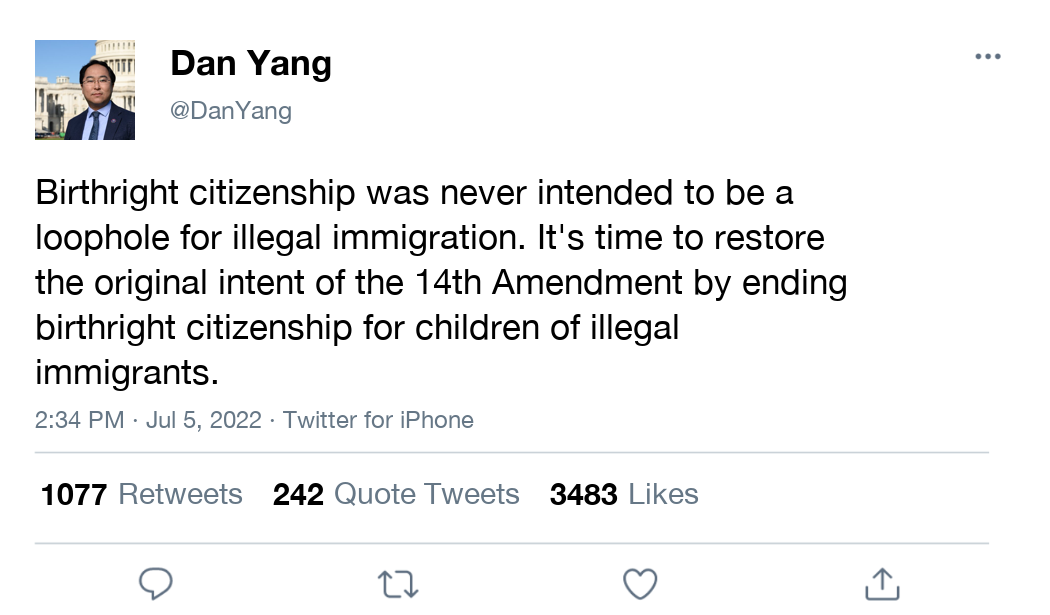 Dan Yang
@DanYang
Birthright citizenship was never intended to be a
loophole for illegal immigration. It's time to restore
the original intent of the 14th Amendment by ending
birthright citizenship for children of illegal
immigrants.
2:34 PM · Jul 5, 2022 · Twitter for iPhone
1077 Retweets 242 Quote Tweets 3483 Likes